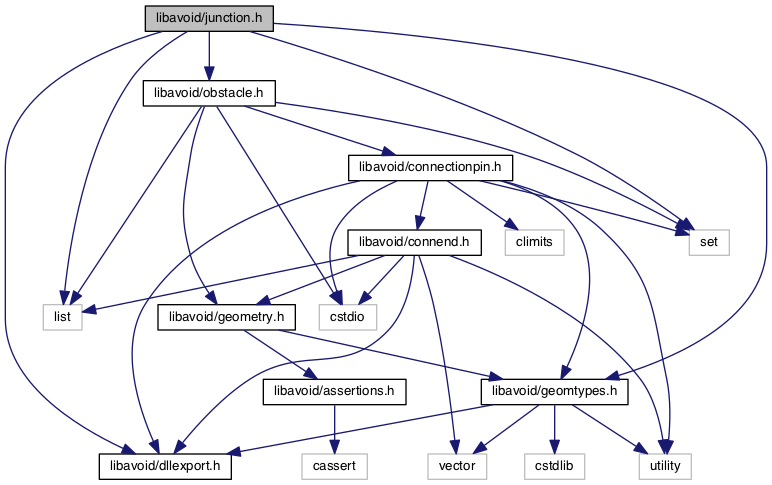 libavoid/junction.h
libavoid/obstacle.h
libavoid/connectionpin.h
libavoid/connend.h
climits
set
list
libavoid/geometry.h
cstdio
libavoid/assertions.h
libavoid/geomtypes.h
libavoid/dllexport.h
cassert
vector
cstdlib
utility